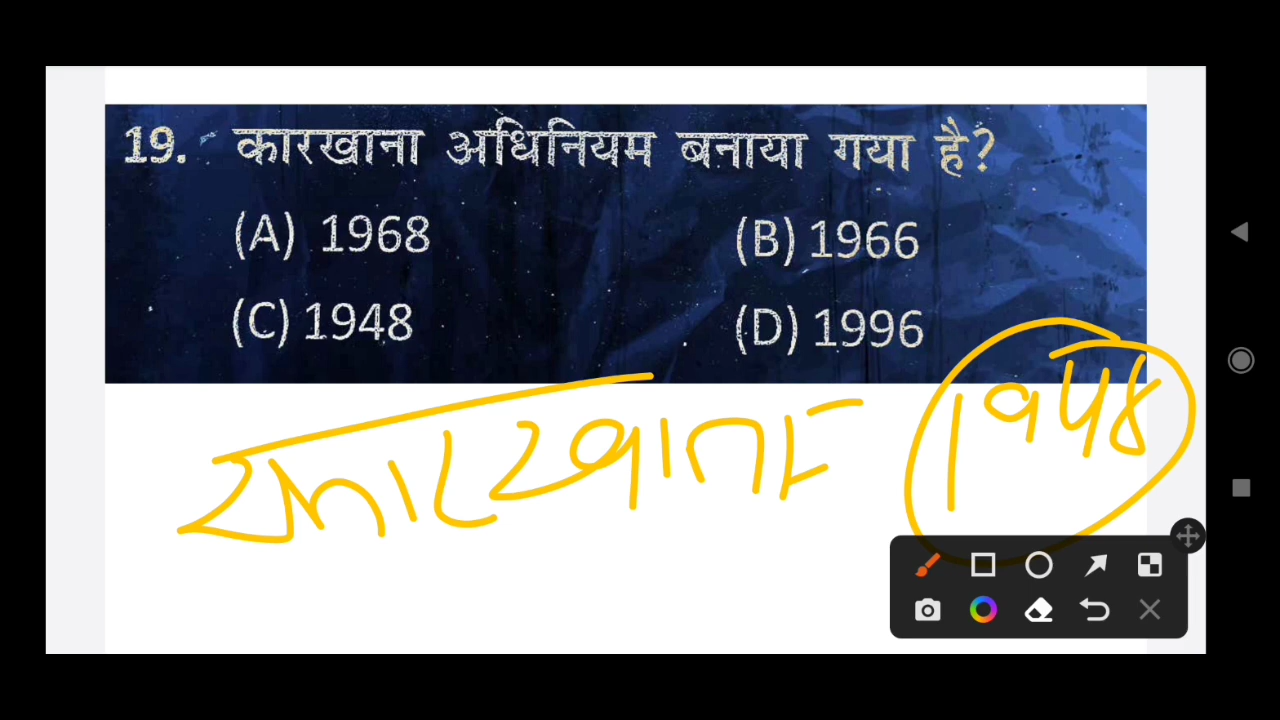 19. कारखाना अधिनियम बनाया गया है?
(A) 1968 (B) 1966
(C) 1948 (D) 1996
कारखाना 1948